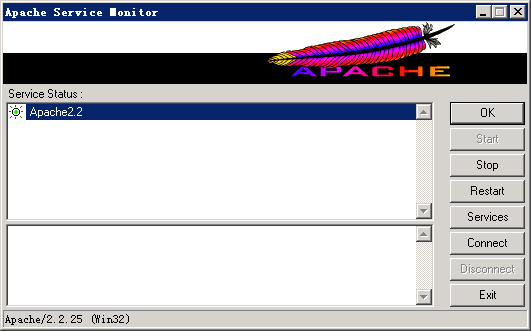 Apache Service Monitor
APACHE
Service Status :
Apache2.2
OK
Start
Stop
Restart
Services
Connect
Disconnect
Exit
Apache/2.2.25 (Win32)